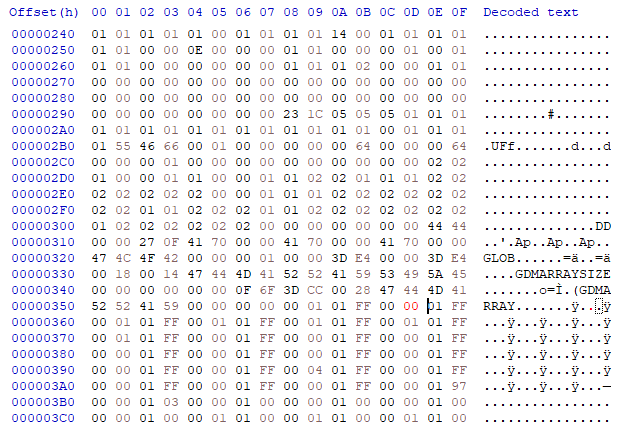 Offset(h) 00 01 02 03 04 05 06 07 08 09 0A 0B 0C 0D 0E 0F Decoded text
00000240 01 01 01 01 01 00 01 01 01 01 14 00 01 01 01 01 ................
00000250 01 01 00 00 0E 00 00 00 01 01 00 00 00 01 00 01 ................
00000260 01 01 00 00 00 00 00 00 01 01 01 02 00 00 01 01 ................
00000270 00 00 00 00 00 00 00 00 00 00 00 00 00 00 00 00 ................
00000280 00 00 00 00 00 00 00 00 00 00 00 00 00 00 00 00 ................
00000290 00 00 00 00 00 00 00 00 23 1C 05 05 05 01 01 01 ........#.......
000002A0 01 01 01 01 01 01 01 01 01 01 01 01 01 00 01 01 ................
000002B0 01 55 46 66 00 01 00 00 00 00 00 64 00 00 00 64 .UFf.......d...d
000002C0 00 00 01 00 00 00 00 00 00 00 00 00 00 00 02 02 ................
000002D0 01 00 01 01 00 00 00 01 01 02 02 01 01 01 02 02 ................
000002E0 02 02 02 02 02 00 00 01 01 01 02 02 02 02 02 02 ................
000002F0 02 02 01 01 02 02 02 01 01 02 02 02 02 02 02 02 ................
00000300 01 02 02 02 02 02 02 00 00 00 00 00 00 00 44 44 ..............DD
00000310 00 00 27 0F 41 70 00 00 41 70 00 00 41 70 00 00 ..'.Ap..Ap..Ap..
00000320 47 4C 4F 42 00 00 00 01 00 00 3D E4 00 00 3D E4 GLOB......=ä..=ä
00000330 00 18 00 14 47 44 4D 41 52 52 41 59 53 49 5A 45 ....GDMARRAYSIZE
00000340 00 00 00 00 00 00 0F 6F 3D CC 00 28 47 44 4D 41 .......o=Ì.(GDMA
00000350 52 52 41 59 00 00 00 00 00 01 01 FF 00 00 01 FF RRAY.......ÿ...ÿ
00000360 01 01 01 FF 00 01 01 FF 00 01 01 FF 00 00 01 01 ...ÿ...ÿ...ÿ....
00000370 00 01 01 FF 00 00 01 FF 00 00 01 FF 00 00 01 01 ...ÿ...ÿ...ÿ....
00000380 00 00 01 FF 00 00 01 FF 00 00 01 FF 00 00 01 01 ...ÿ...ÿ...ÿ....
00000390 00 00 01 FF 00 00 01 FF 00 04 01 FF 00 00 01 01 ...ÿ...ÿ...ÿ....
000003A0 00 00 01 FF 00 00 01 FF 00 01 01 FF 00 00 01 97 ...ÿ...ÿ...ÿ...—
000003B0 00 00 01 03 00 00 01 00 00 00 01 00 00 00 01 00 ................
000003C0 00 01 01 00 00 01 01 00 00 01 01 00 00 01 01 00 ................